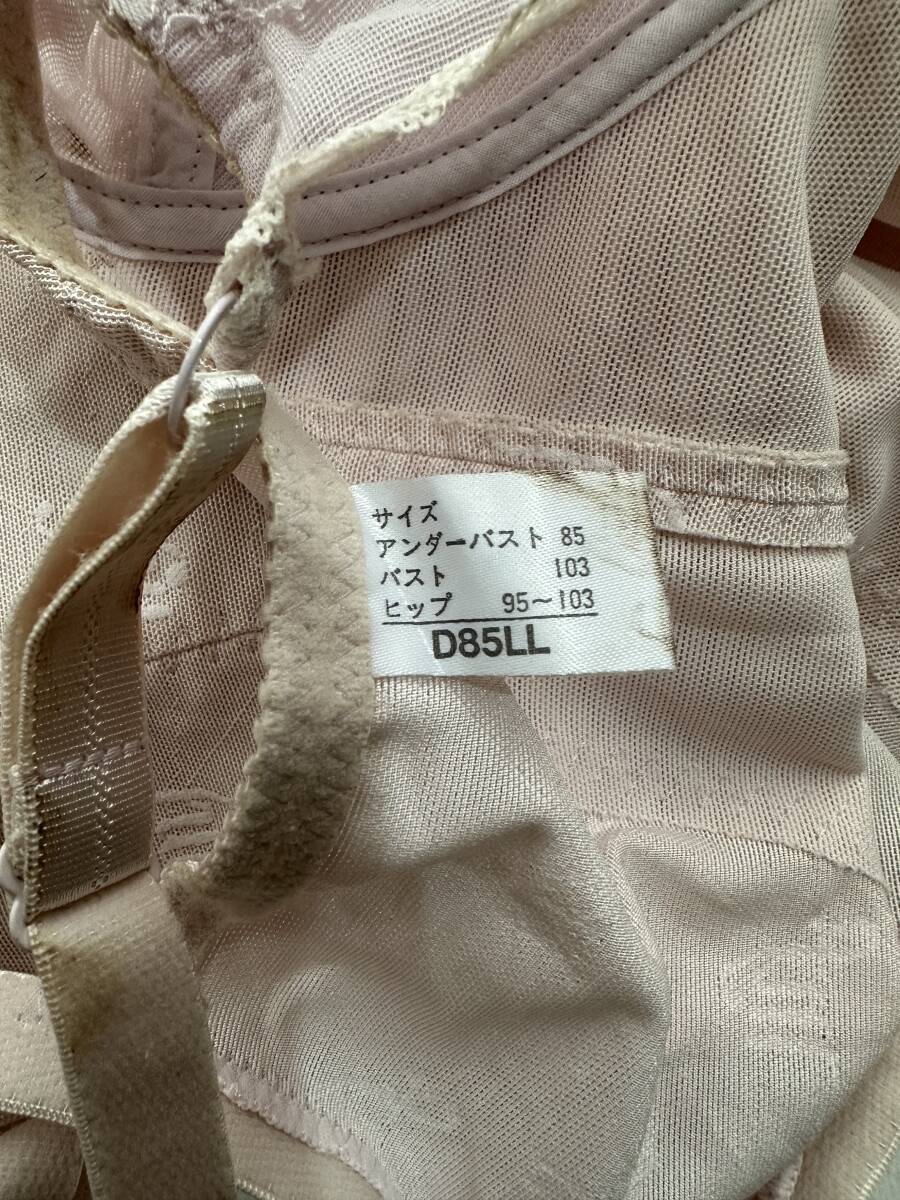 サイズ
アンダーバスト 85
バスト 103
ヒップ 95～103
D85LL